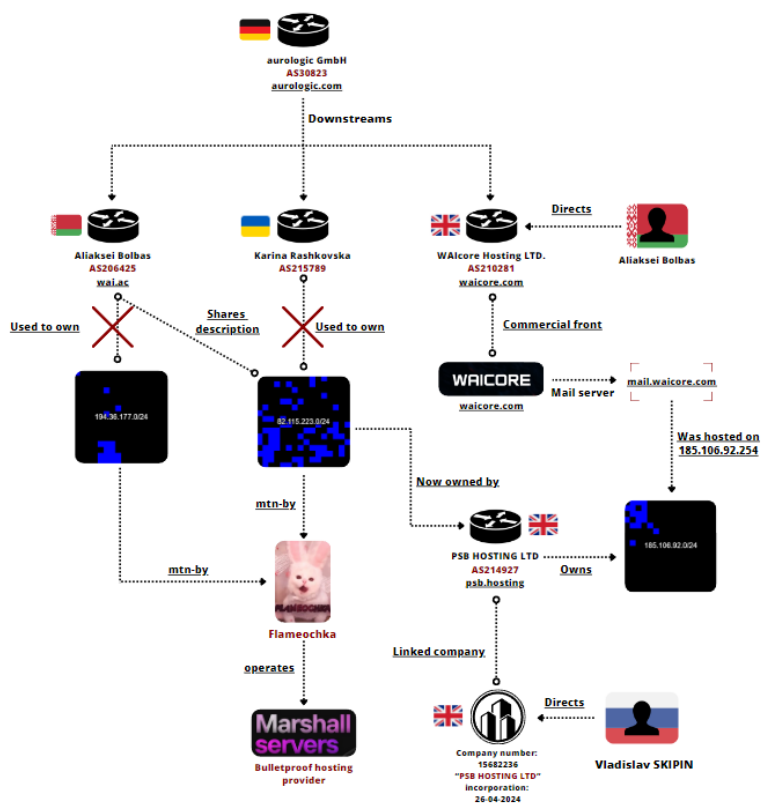 aurologic GmbH
AS30823
aurologic.com
Downstreams
Aliaksei Bolbas
AS206425
wai.ac
Karina Rashkovska
AS215789
WAIcore Hosting LTD.
AS210281
waicore.com
Directs
Aliaksei Bolbas
Used to own
Shares
description
Used to own
Commercial front
194.36.177.0/24
62.115.223.0/24
WAICORE
waicore.com
Mail server
mail.waicore.com
Was hosted on
185.106.92.254
Now owned by
mtn-by
PSB HOSTING LTD
AS214927
psb.hosting
Owns
185.106.92.0/24
mtn-by
FLAMEOCHKA
Flameochka
operates
Linked company
Marshall
servers
Bulletproof hosting
provider
Directs
Company number:
15682236
“PSB HOSTING LTD”
incorporation:
26-04-2024
Vladislav SKIPIN